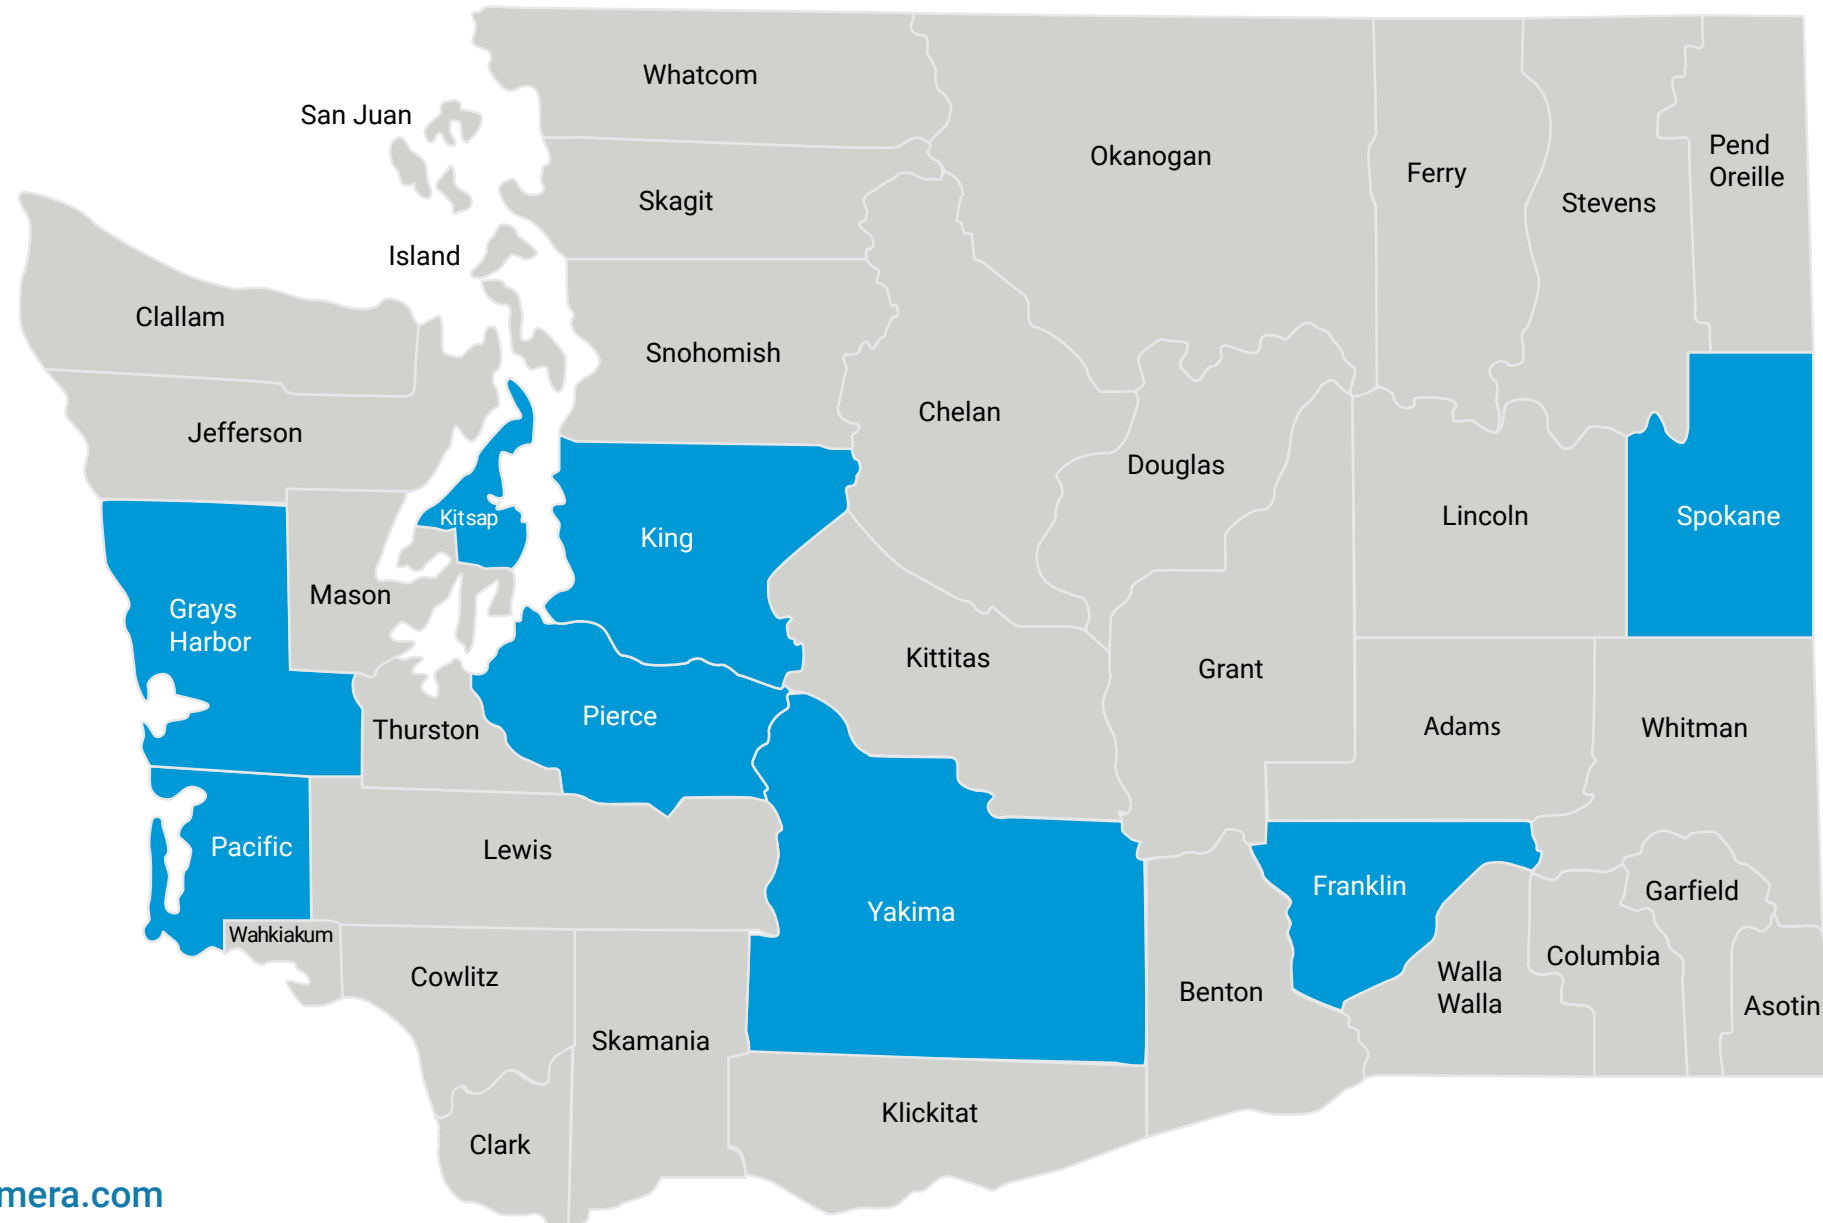 Whatcom
San Juan
Okanogan
Pend
Oreille
Ferry
Skagit
Stevens
Island
Clallam
Snohomish
Chelan
Jefferson
Douglas
Kitsap
King
Lincoln
Spokane
Mason
Grays
Harbor
Kittitas
Grant
Pierce
Thurston
Adams
Whitman
Pacific
Lewis
Franklin
Garfield
Yakima
Wahkiakum
Columbia
Cowlitz
Walla
Walla
Benton
Asotin
Skamania
Klickitat
Clark
mera.com